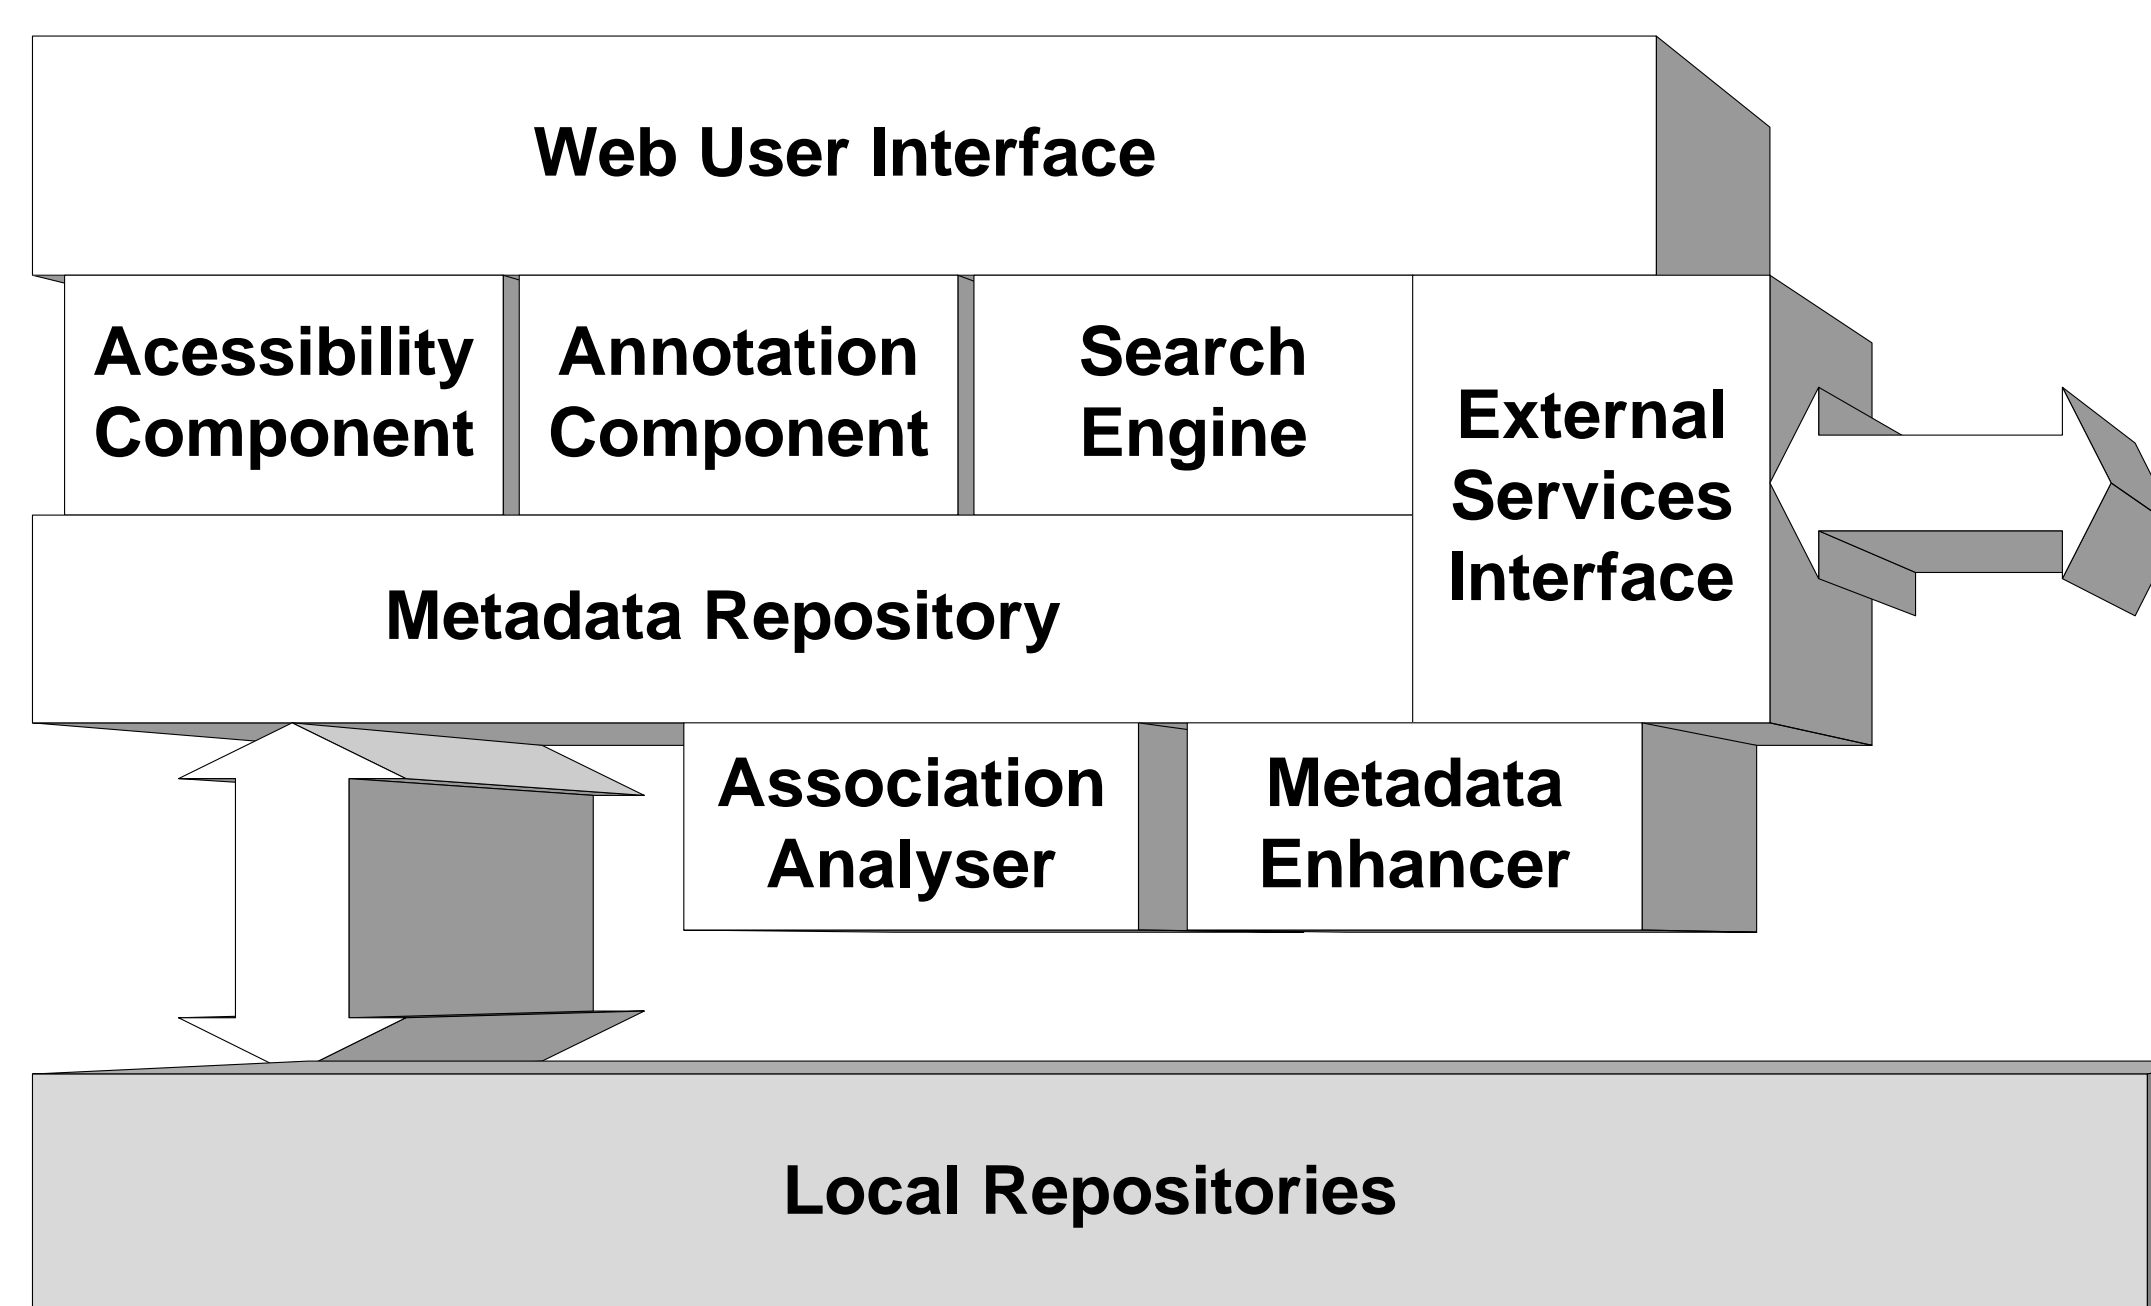 Web User Interface
Acessibility
Component
Annotation
Component
Search
Engine
External
Services
Interface
Metadata Repository
Association
Analyser
Metadata
Enhancer
Local Repositories